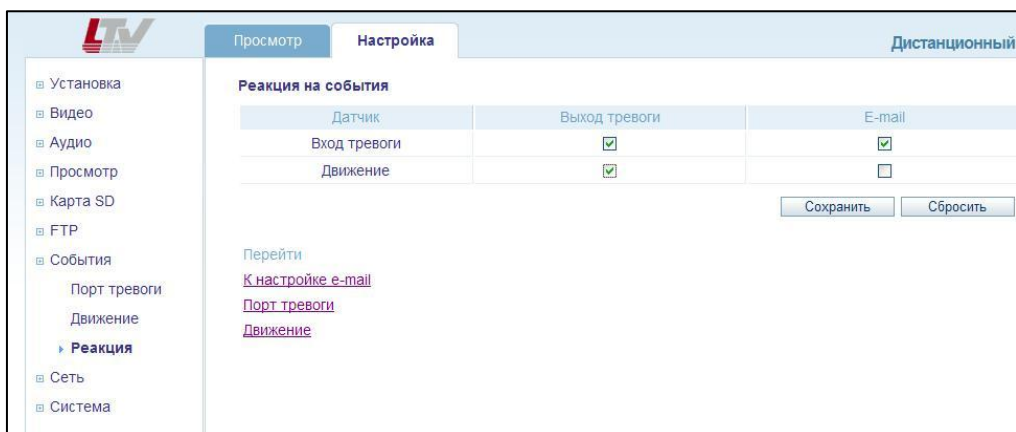 LTV
Просмотр
Настройка
Дистанционный
Установка
Видео
Аудио
Просмотр
Карта SD
FTP
События
Порт тревоги
Движение
Реакция
Сеть
Система
Реакция на события
Датчик Выход тревоги E-mail
Вход тревоги
Движение
Сохранить Сбросить
Перейти
К настройке e-mail
Порт тревоги
Движение